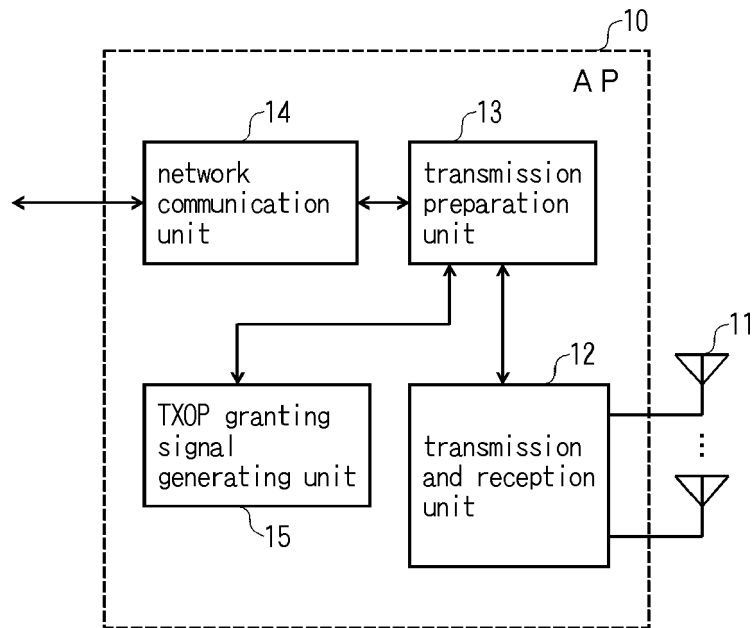 10
AP
14
network
communication
unit
13
transmission
preparation
unit
11
12
TXOP granting
signal
generating unit
15
transmission
and reception
unit